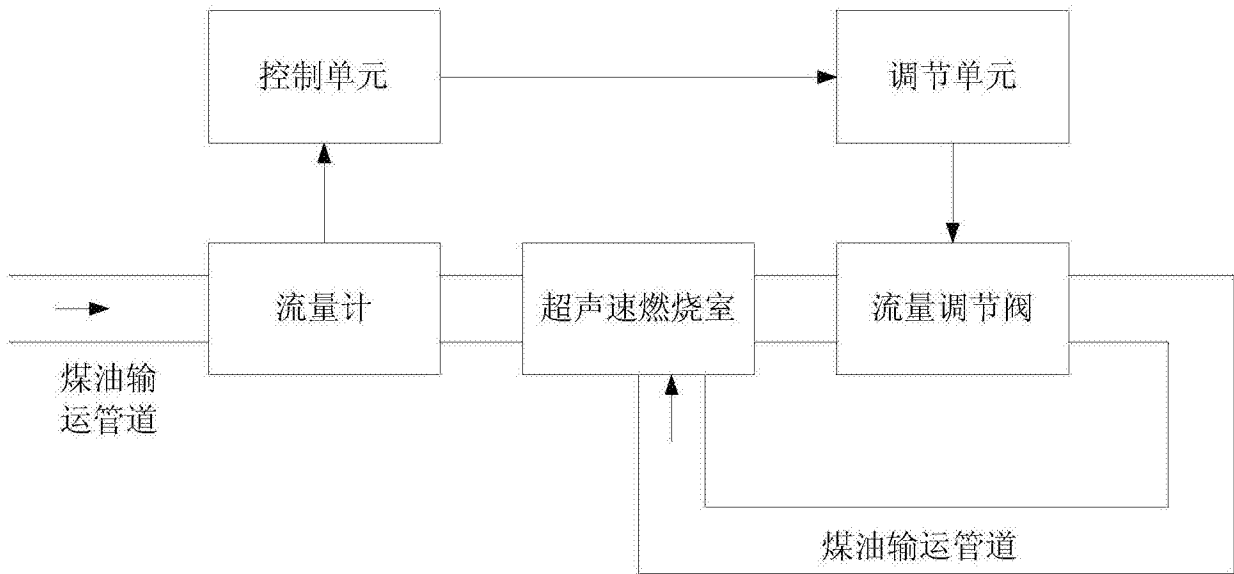 控制单元
调节单元
流量计
超声速燃烧室
流量调节阀
煤油输
运管道
煤油输运管道